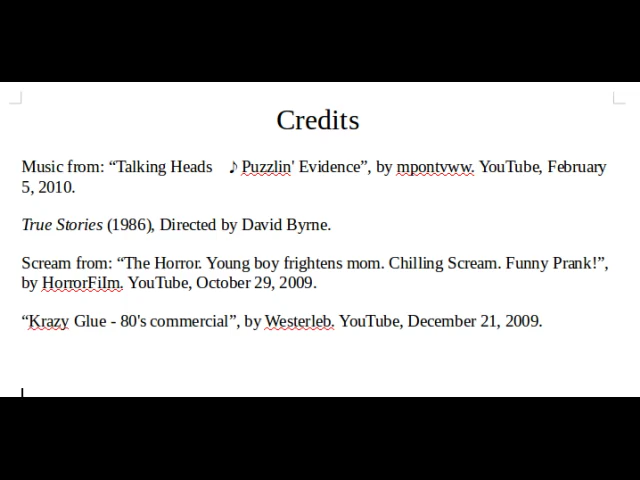 Credits
Music from: “Talking Heads ♪ Puzzlin' Evidence”, by mpontvww. YouTube, February
5, 2010.
True Stories (1986), Directed by David Byrne.
Scream from: “The Horror. Young boy frightens mom. Chilling Scream. Funny Prank!”,
by HorrorFilm. YouTube, October 29, 2009.
“Krazy Glue - 80's commercial”, by Westerleb. YouTube, December 21, 2009.